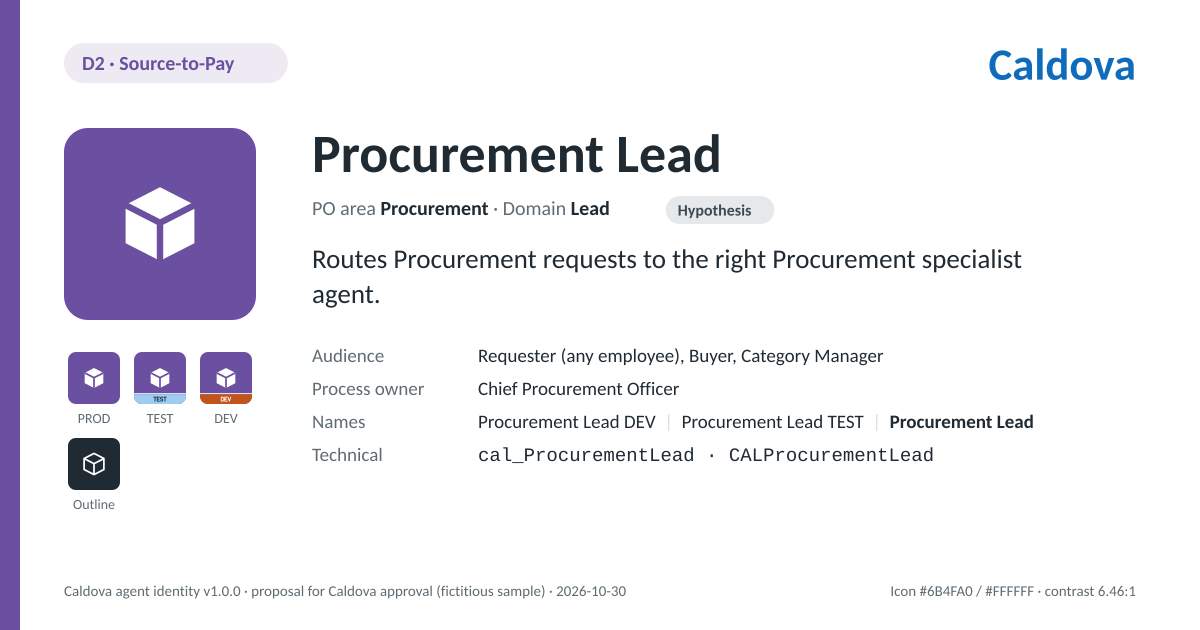 D2 · Source-to-Pay
Caldova
Procurement Lead
PO area Procurement · Domain Lead
Hypothesis
Routes Procurement requests to the right Procurement specialist
agent.
Audience Requester (any employee), Buyer, Category Manager
Process owner Chief Procurement Officer
Names Procurement Lead DEV | Procurement Lead TEST | Procurement Lead
Technical cal_ProcurementLead · CALProcurementLead
TEST
DEV
PROD TEST DEV
Outline
Caldova agent identity v1.0.0 · proposal for Caldova approval (fictitious sample) · 2026-10-30
Icon #6B4FA0 / #FFFFFF · contrast 6.46:1